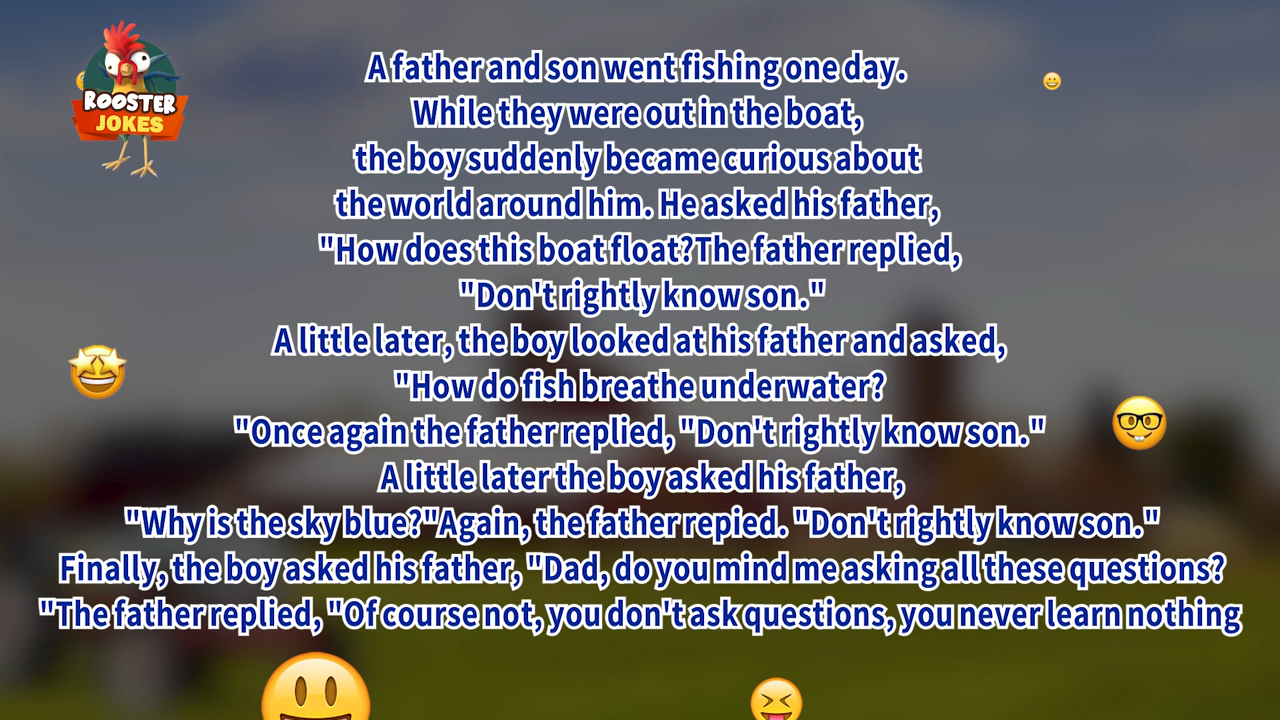 ROOSTER
JOKES
A father and son went fishing one day.
While they were out in the boat,
the boy suddenly became curious about
the world around him. He asked his father,
"How does this boat float?The father replied,
"Don't rightly know son."
A little later, the boy looked at his father and asked,
"How do fish breathe underwater?
"Once again the father replied, "Don't rightly know son."
A little later the boy asked his father,
"Why is the sky blue?"Again, the father repied. "Don't rightly know son."
Finally, the boy asked his father, "Dad, do you mind me asking all these questions?
"The father replied, "Of course not, you don't ask questions, you never learn nothing